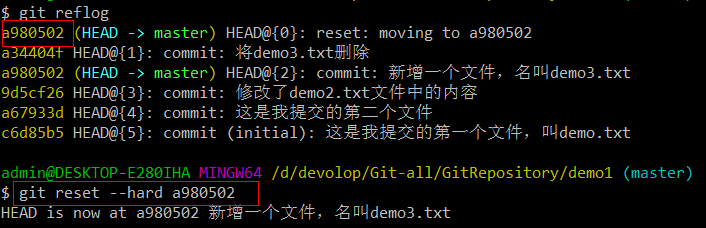 $ git reflog
a980502 (HEAD -> master) HEAD@{0}: reset: moving to a980502
a34404f HEAD@{1}: commit: 将demo3.txt删除
a980502 (HEAD -> master) HEAD@{2}: commit: 新增一个文件，名叫demo3.txt
9d5cf26 HEAD@{3}: commit: 修改了demo2.txt文件中的内容
a67933d HEAD@{4}: commit: 这是我提交的第二个文件
c6d85b5 HEAD@{5}: commit (initial): 这是我提交的第一个文件，叫demo.txt
admin@DESKTOP-E280IHA MINGW64 /d/devolop/Git-all/GitRepository/demo1 (master)
$ git reset --hard a980502
HEAD is now at a980502 新增一个文件，名叫demo3.txt